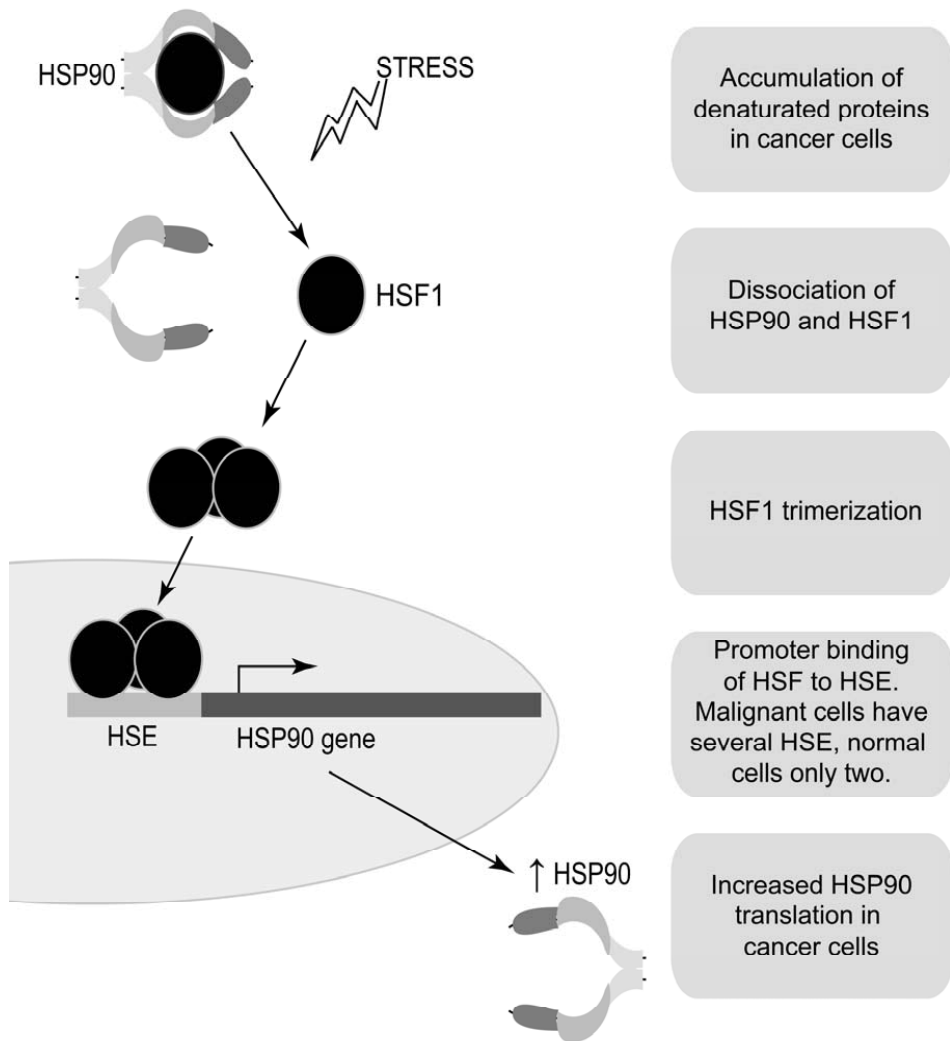 HSP90
STRESS
Accumulation of
denaturated proteins
in cancer cells
HSF1
Dissociation of
HSP90 and HSF1
HSF1 trimerization
HSE
HSP90 gene
Promoter binding
of HSF to HSE.
Malignant cells have
several HSE, normal
cells only two.
↑ HSP90
Increased HSP90
translation in
cancer cells